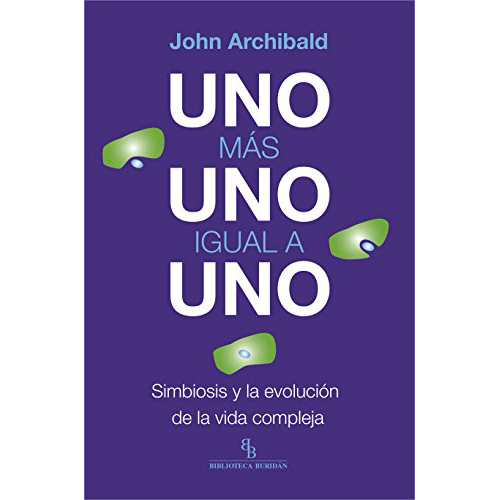 John Archibald
UNO
MÁS
UNO
IGUAL A
UNO
Simbiosis y la evolución
de la vida compleja
BB
BIBLIOTECA BURIDÁN